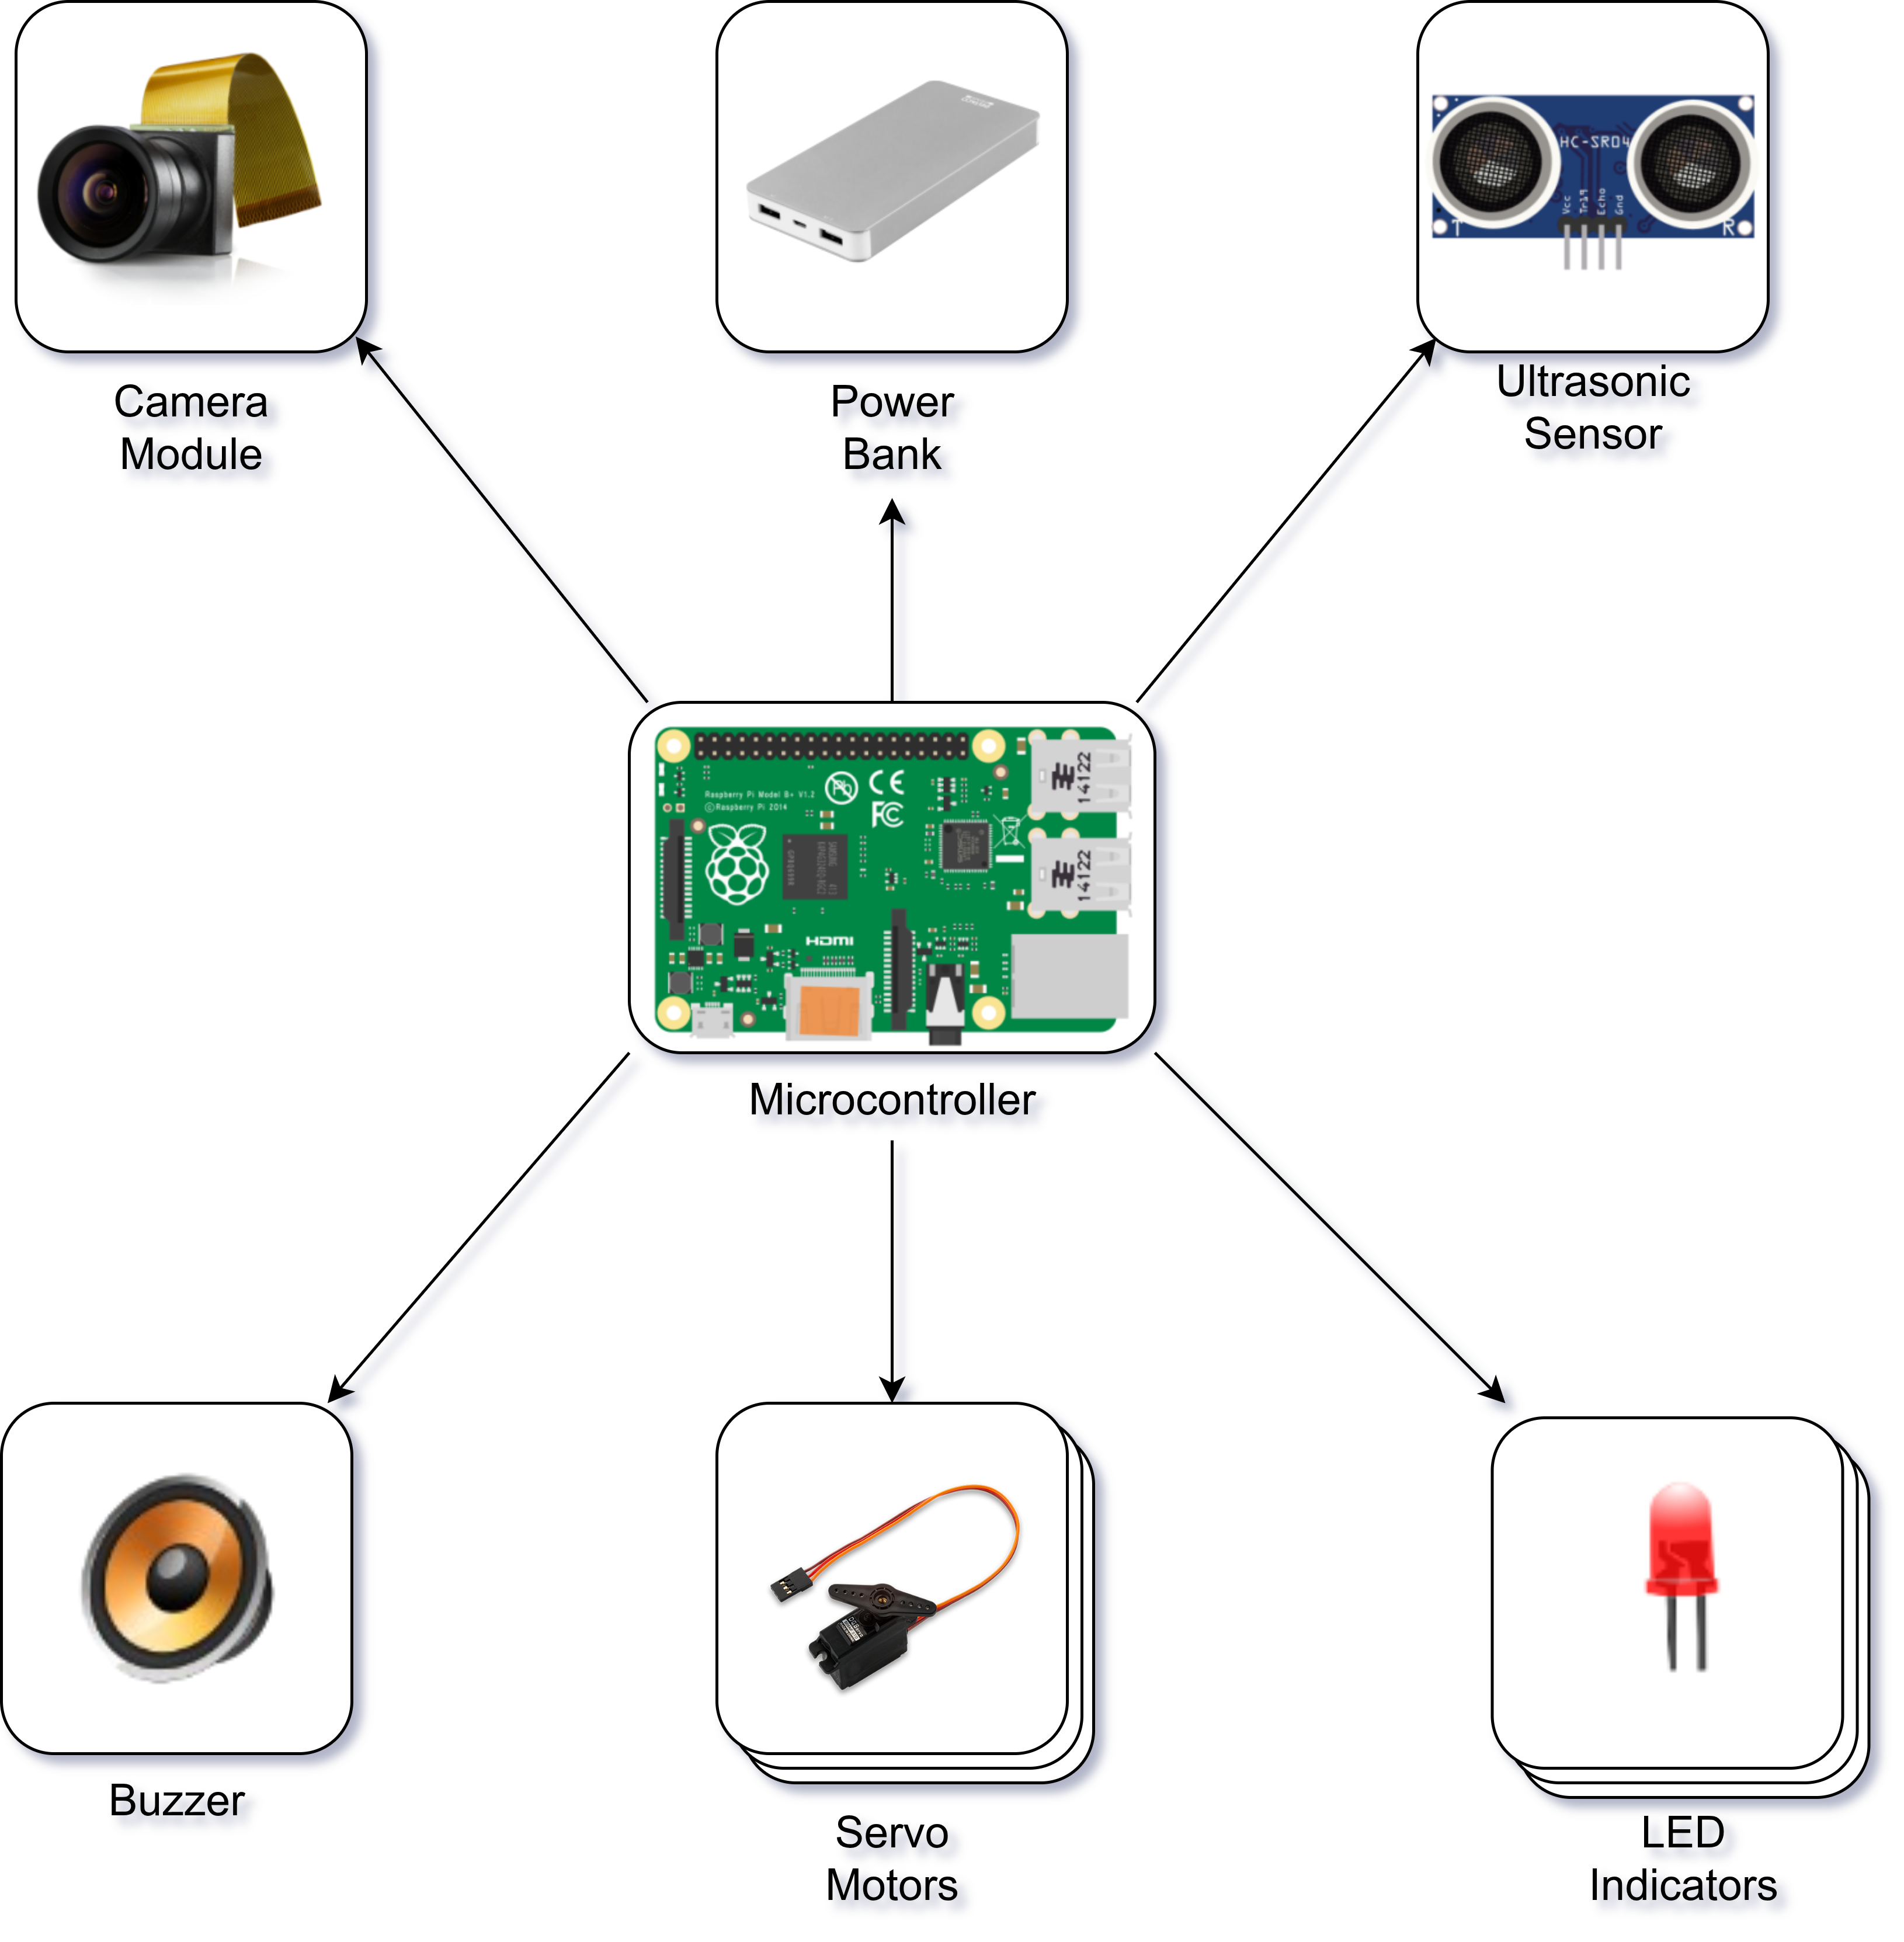 HC-SR04
Vcc
Trig
Echo
Gnd
T
R
Camera
Module
Power
Bank
Ultrasonic
Sensor
Raspberry Pi Model B+ V1.2
©Raspberry Pi 2014
Pb
CE
FC
14122
14122
HDMI
Microcontroller
Buzzer
Servo
Motors
LED
Indicators